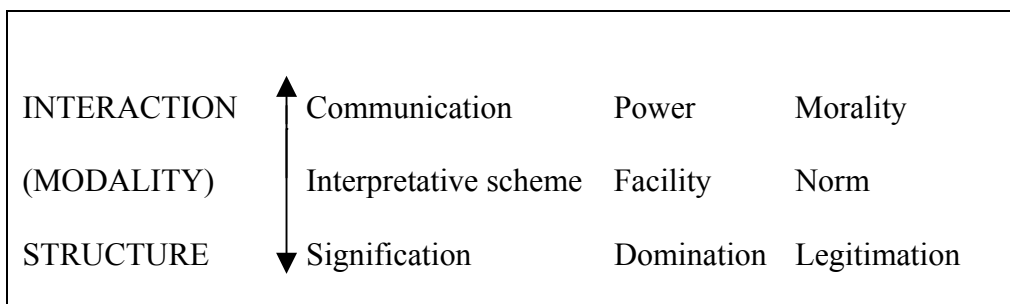 INTERACTION Communication Power Morality
(MODALITY) Interpretative scheme Facility Norm
STRUCTURE Signification Domination Legitimation